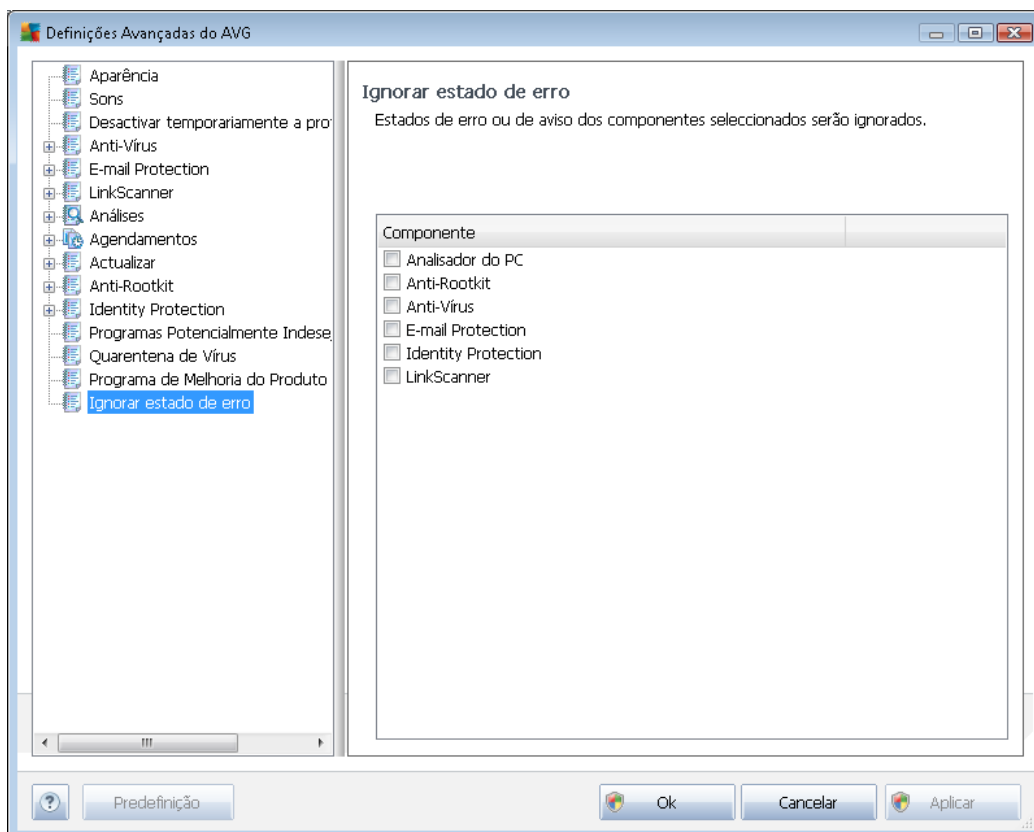 Definições Avançadas do AVG
Aparência
Sons
Desactivar temporariamente a pro
Anti-Vírus
E-mail Protection
LinkScanner
Análises
Agendamentos
Actualizar
Anti-Rootkit
Identity Protection
Programas Potencialmente Indese
Quarentena de Vírus
Programa de Melhoria do Produto
Ignorar estado de erro
Ignorar estado de erro
Estados de erro ou de aviso dos componentes seleccionados serão ignorados.
Componente
Analisador do PC
Anti-Rootkit
Anti-Vírus
E-mail Protection
Identity Protection
LinkScanner
?
Predefinição
Ok
Cancelar
Aplicar